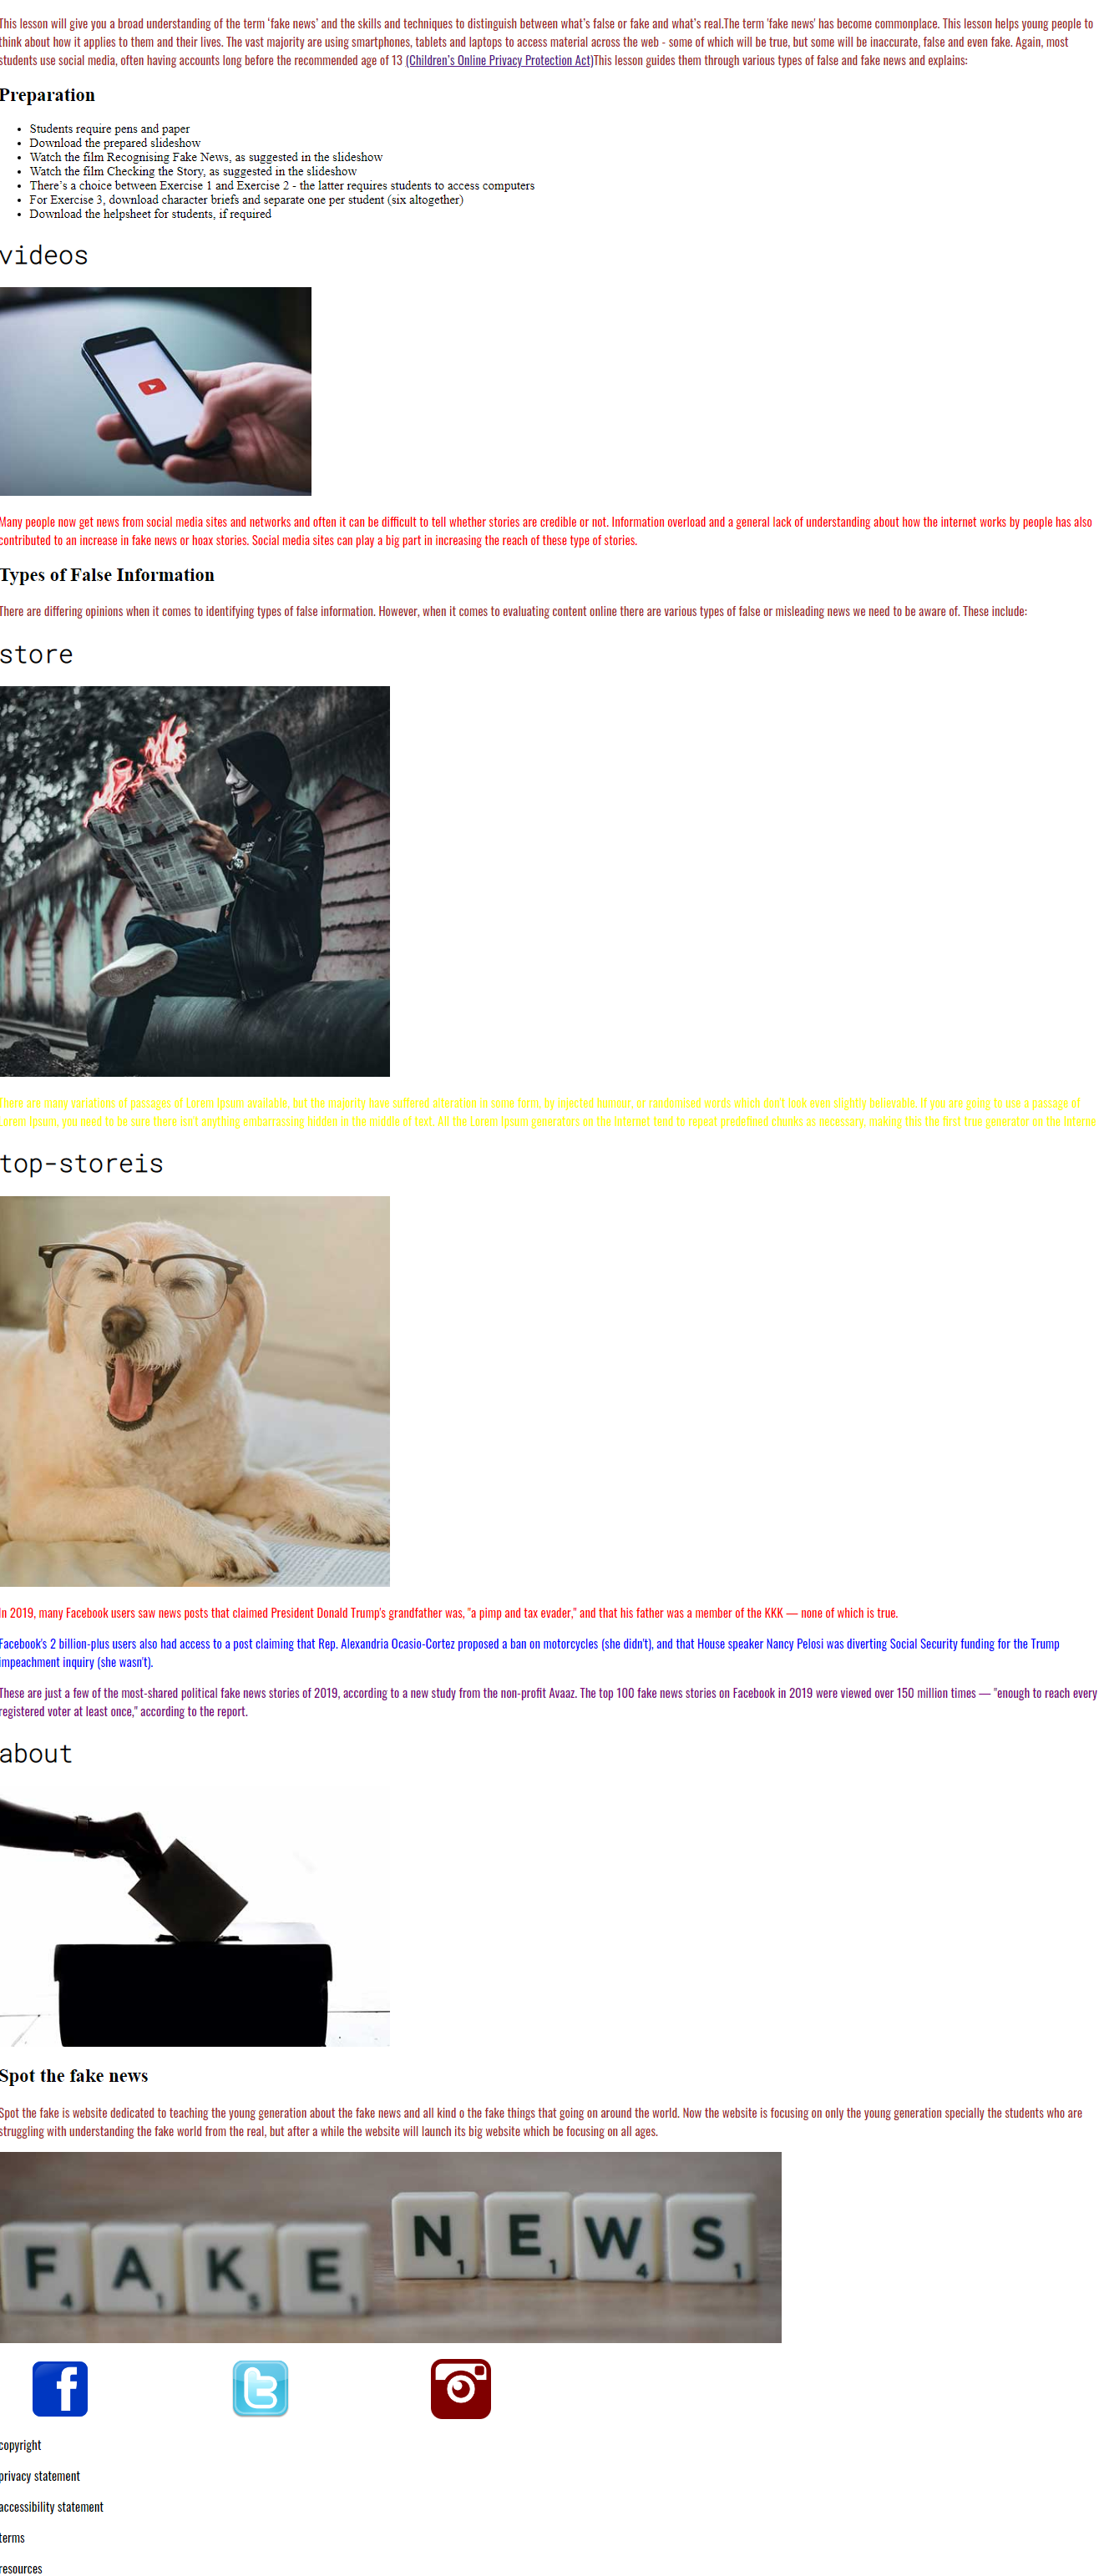 This lesson will give you a broad understanding of the term ‘fake news’ and the skills and techniques to distinguish between what’s false or fake and what’s real.The term 'fake news' has become commonplace. This lesson helps young people to
think about how it applies to them and their lives. The vast majority are using smartphones, tablets and laptops to access material across the web - some of which will be true, but some will be inaccurate, false and even fake. Again, most
students use social media, often having accounts long before the recommended age of 13 (Children's Online Privacy Protection Act)This lesson guides them through various types of false and fake news and explains:
Preparation
• Students require pens and paper
• Download the prepared slideshow
• Watch the film Recognising Fake News, as suggested in the slideshow
• Watch the film Checking the Story, as suggested in the slideshow
• There’s a choice between Exercise 1 and Exercise 2 - the latter requires students to access computers
• For Exercise 3, download character briefs and separate one per student (six altogether)
• Download the helpsheet for students, if required
videos
Many people now get news from social media sites and networks and often it can be difficult to tell whether stories are credible or not. Information overload and a general lack of understanding about how the internet works by people has also
contributed to an increase in fake news or hoax stories. Social media sites can play a big part in increasing the reach of these type of stories.
Types of False Information
There are differing opinions when it comes to identifying types of false information. However, when it comes to evaluating content online there are various types of false or misleading news we need to be aware of. These include:
store
There are many variations of passages of Lorem Ipsum available, but the majority have suffered alteration in some form, by injected humour, or randomised words which don't look even slightly believable. If you are going to use a passage of
Lorem Ipsum, you need to be sure there isn't anything embarrassing hidden in the middle of text. All the Lorem Ipsum generators on the Internet tend to repeat predefined chunks as necessary, making this the first true generator on the Interne
top-storeis
In 2019, many Facebook users saw news posts that claimed President Donald Trump's grandfather was, "a pimp and tax evader," and that his father was a member of the KKK — none of which is true.
Facebook's 2 billion-plus users also had access to a post claiming that Rep. Alexandria Ocasio-Cortez proposed a ban on motorcycles (she didn't), and that House speaker Nancy Pelosi was diverting Social Security funding for the Trump
impeachment inquiry (she wasn't).
These are just a few of the most-shared political fake news stories of 2019, according to a new study from the non-profit Avaaz. The top 100 fake news stories on Facebook in 2019 were viewed over 150 million times — "enough to reach every
registered voter at least once," according to the report.
about
Spot the fake news
Spot the fake is website dedicated to teaching the young generation about the fake news and all kind o the fake things that going on around the world. Now the website is focusing on only the young generation specially the students who are
struggling with understanding the fake world from the real, but after a while the website will launch its big website which be focusing on all ages.
F4 A1 K5 E1 N1 E1 W4 S1
copyright
privacy statement
accessibility statement
terms
resources